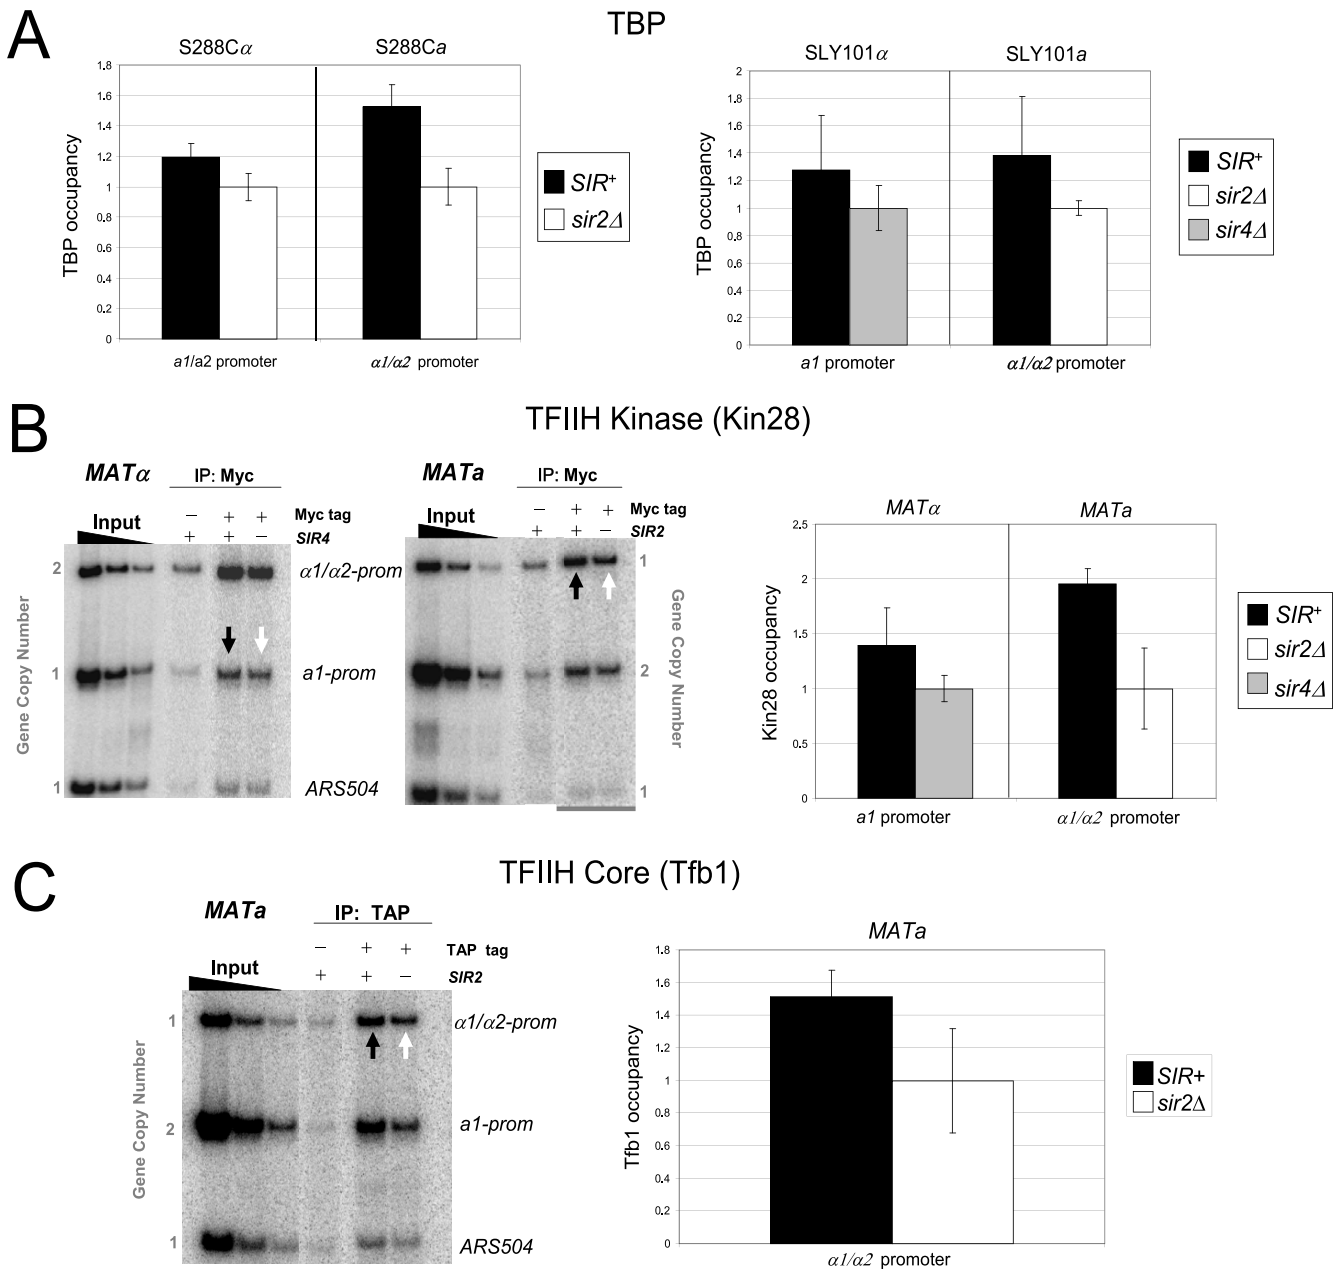 A
TBP
S288Cα
S288Ca
TBP occupancy
1.8
1.6
1.4
1.2
1
0.8
0.6
0.4
0.2
0
a1/a2 promoter
α1/α2 promoter
SIR+
sir2Δ
SLY101α
SLY101a
TBP occupancy
2
1.8
1.6
1.4
1.2
1
0.8
0.6
0.4
0.2
0
a1 promoter
α1/α2 promoter
SIR+
sir2Δ
sir4Δ
B
TFIIH Kinase (Kin28)
MATα
IP: Myc
Input
− + + Myc tag
+ + − SIR4
Gene Copy Number
2 α1/α2-prom
1 a1-prom
1 ARS504
MATa
IP: Myc
Input
− + + Myc tag
+ + − SIR2
1
2
1
Gene Copy Number
MATα
MATa
Kin28 occupancy
2.5
2
1.5
1
0.5
0
a1 promoter
α1/α2 promoter
SIR+
sir2Δ
sir4Δ
C
TFIIH Core (Tfb1)
MATa
IP: TAP
Input
− + + TAP tag
+ + − SIR2
Gene Copy Number
1 α1/α2-prom
2 a1-prom
1 ARS504
MATa
Tfb1 occupancy
1.8
1.6
1.4
1.2
1
0.8
0.6
0.4
0.2
0
α1/α2 promoter
SIR+
sir2Δ